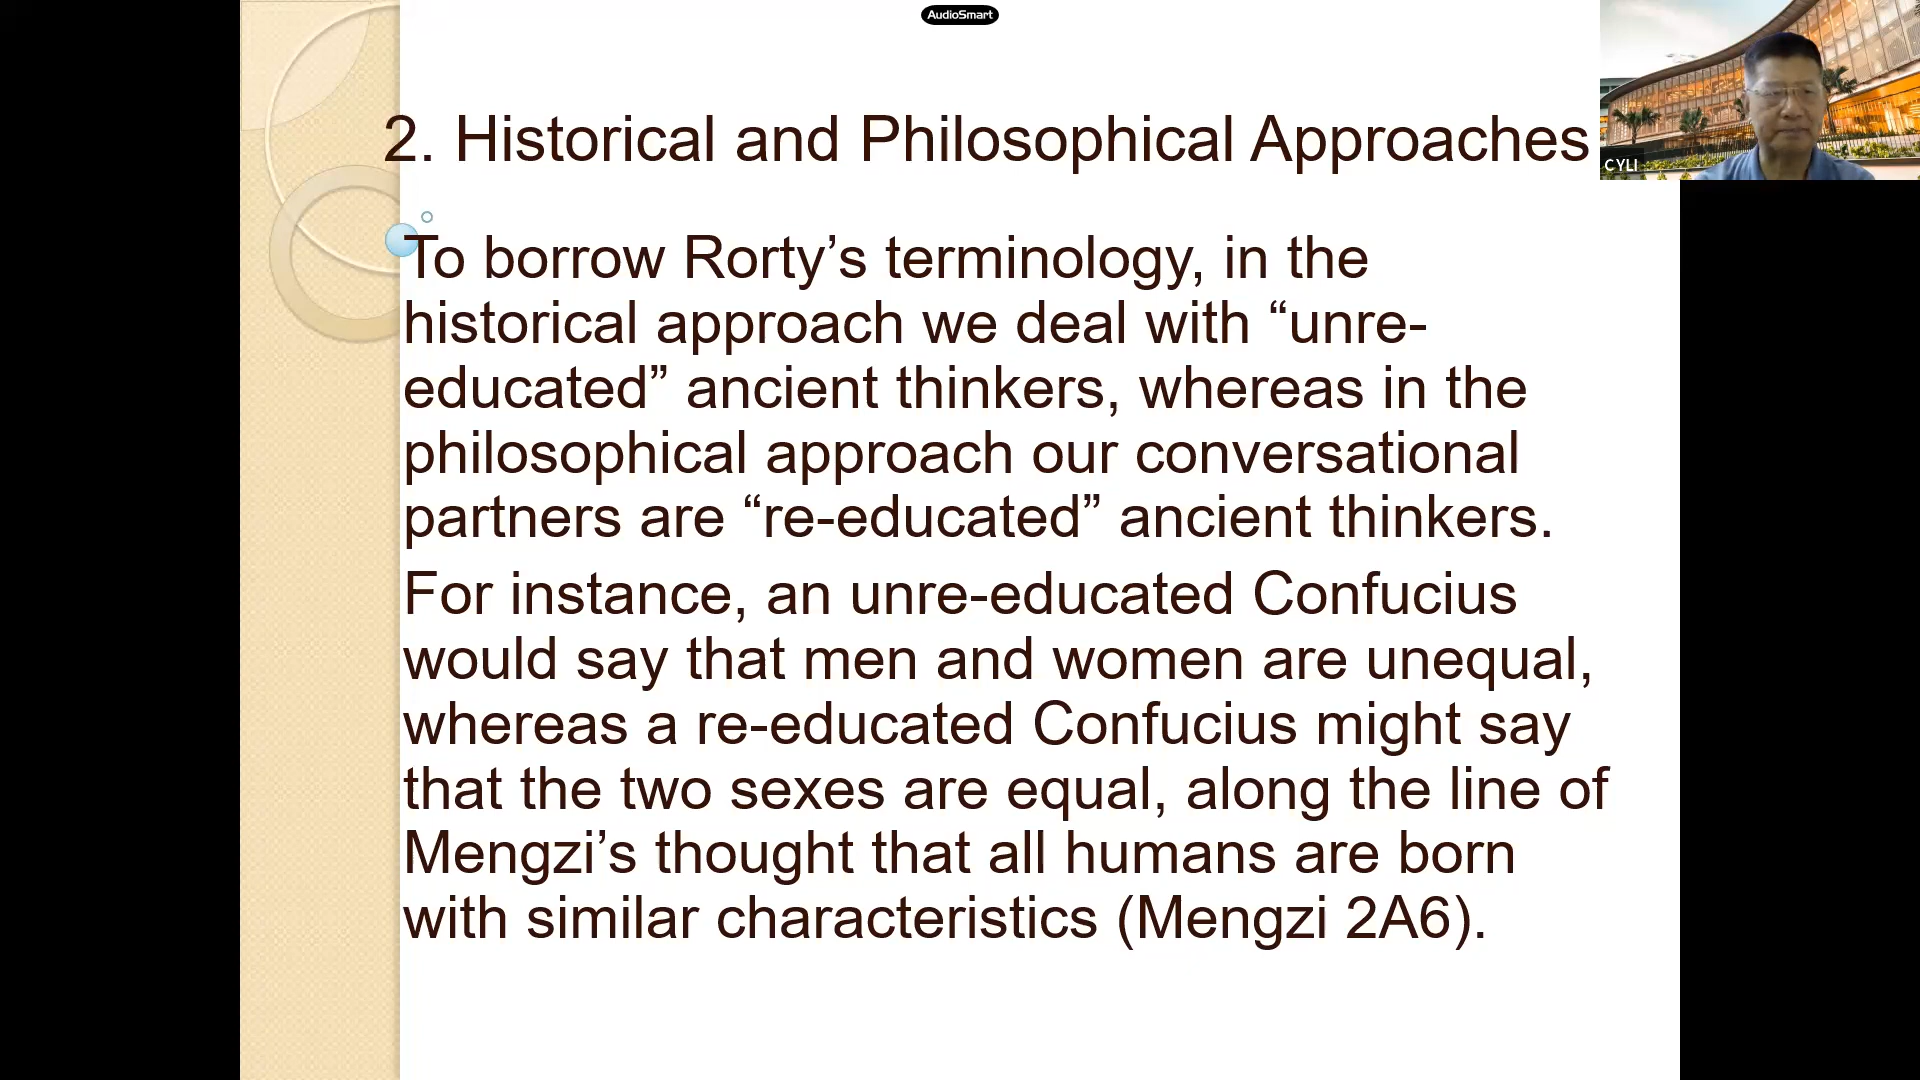 AudioSmart
2. Historical and Philosophical Approaches
CYLI
To borrow Rorty’s terminology, in the
historical approach we deal with “unre-
educated” ancient thinkers, whereas in the
philosophical approach our conversational
partners are “re-educated” ancient thinkers.
For instance, an unre-educated Confucius
would say that men and women are unequal,
whereas a re-educated Confucius might say
that the two sexes are equal, along the line of
Mengzi’s thought that all humans are born
with similar characteristics (Mengzi 2A6).